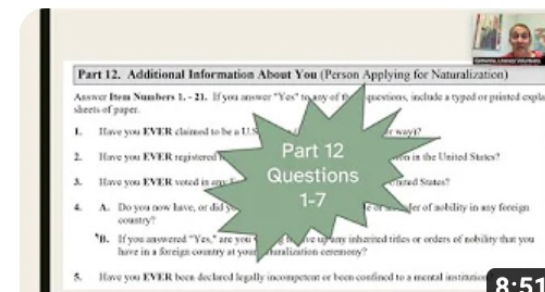 Part 12. Additional Information About You (Person Applying for Naturalization)
Answer Item Numbers 1. - 21. If you answer "Yes" to any of th questions, include a typed or printed expla
sheets of paper.
1. Have you EVER claimed to be a U.S way)?
2. Have you EVER registered in the United States?
3. Have you EVER voted in any States?
4. A. Do you now have, or did y of nobility in any foreign
country?
*B. If you answered "Yes," are you up any inherited titles or orders of nobility that you
have in a foreign country at your naturalization ceremony?
5. Have you EVER been declared legally incompetent or been confined to a mental institution
Part 12
Questions
1-7
8:51